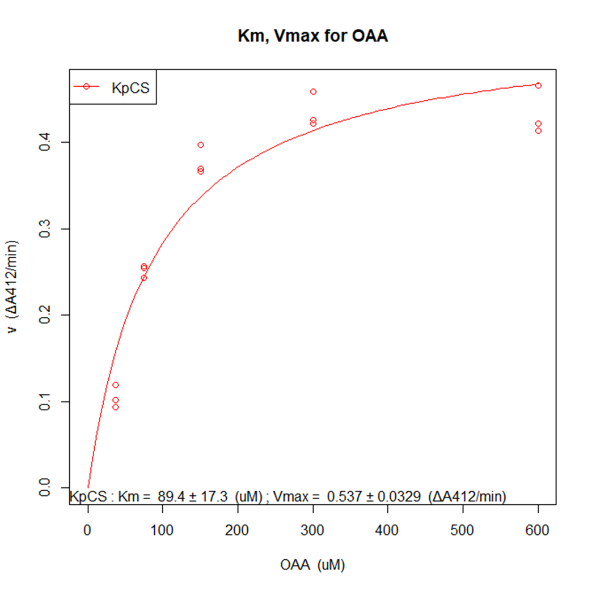 Km, Vmax for OAA
KpCS
v (ΔA412/min)
0.4
0.3
0.2
0.1
0.0
KpCS : Km = 89.4 ± 17.3 (uM) ; Vmax = 0.537 ± 0.0329 (ΔA412/min)
0 100 200 300 400 500 600
OAA (uM)